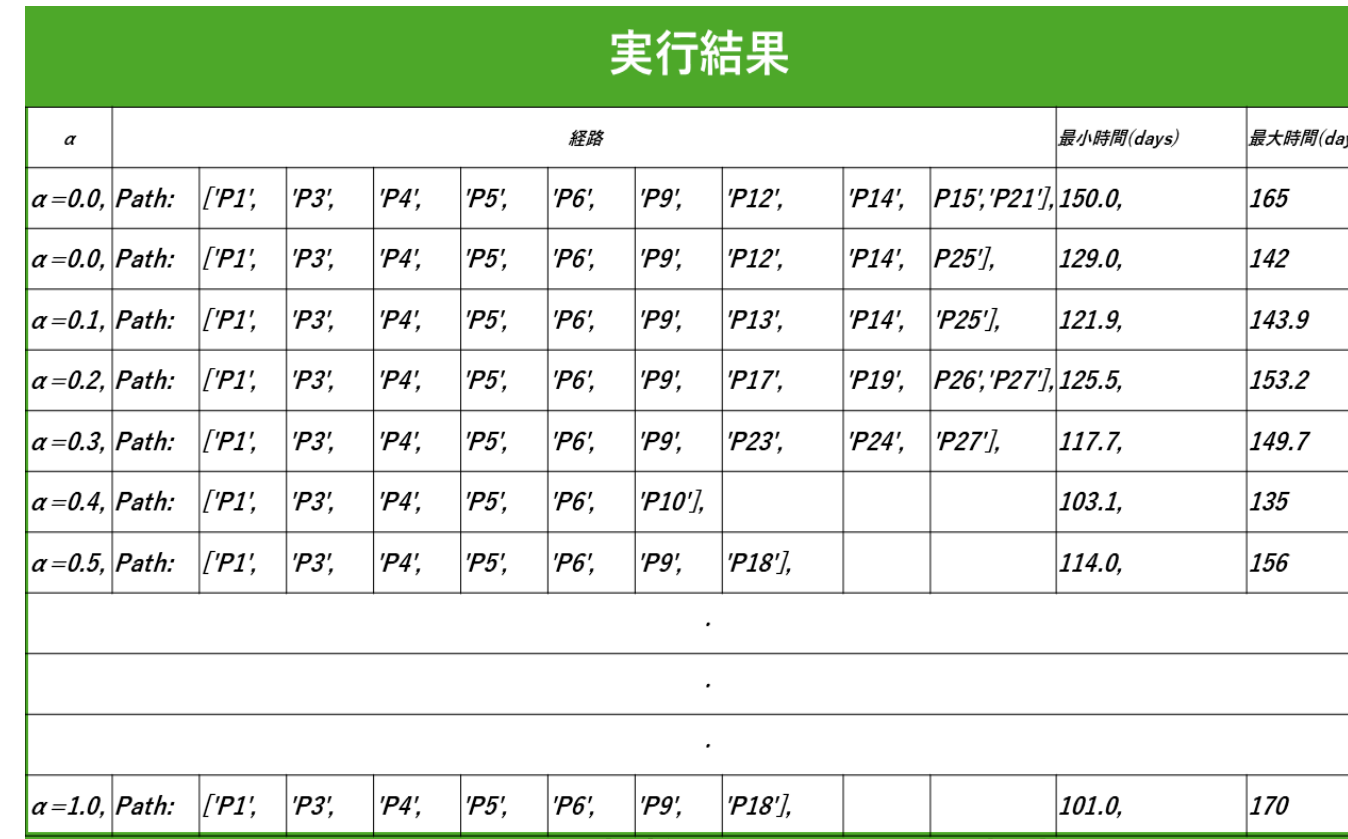 実行結果
α 経路 最小時間(days) 最大時間(day
α=0.0, Path: ['P1', 'P3', 'P4', 'P5', 'P6', 'P9', 'P12', 'P14', P15','P21'], 150.0, 165
α=0.0, Path: ['P1', 'P3', 'P4', 'P5', 'P6', 'P9', 'P12', 'P14', P25'], 129.0, 142
α=0.1, Path: ['P1', 'P3', 'P4', 'P5', 'P6', 'P9', 'P13', 'P14', 'P25'], 121.9, 143.9
α=0.2, Path: ['P1', 'P3', 'P4', 'P5', 'P6', 'P9', 'P17', 'P19', P26','P27'], 125.5, 153.2
α=0.3, Path: ['P1', 'P3', 'P4', 'P5', 'P6', 'P9', 'P23', 'P24', 'P27'], 117.7, 149.7
α=0.4, Path: ['P1', 'P3', 'P4', 'P5', 'P6', 'P10'], 103.1, 135
α=0.5, Path: ['P1', 'P3', 'P4', 'P5', 'P6', 'P9', 'P18'], 114.0, 156
.
.
.
α=1.0, Path: ['P1', 'P3', 'P4', 'P5', 'P6', 'P9', 'P18'], 101.0, 170